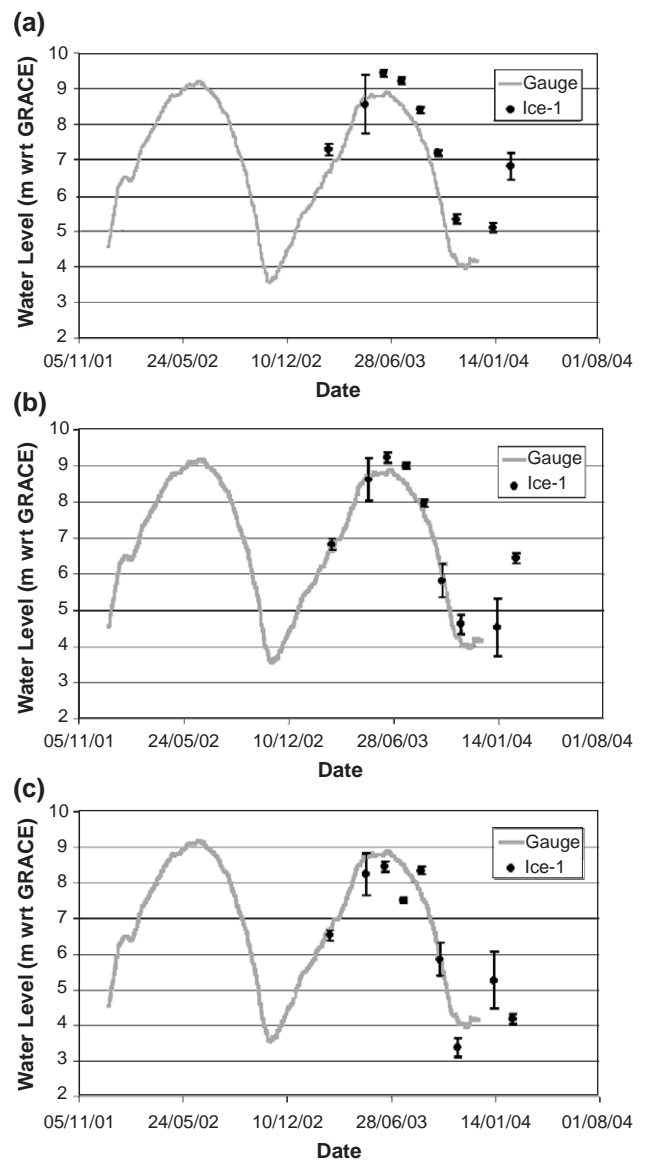 (a)
10
9
8
7
6
5
4
3
2
Water Level (m wrt GRACE)
Gauge
Ice-1
05/11/01 24/05/02 10/12/02 28/06/03 14/01/04 01/08/04
Date
(b)
10
9
8
7
6
5
4
3
2
Water Level (m wrt GRACE)
Gauge
Ice-1
05/11/01 24/05/02 10/12/02 28/06/03 14/01/04 01/08/04
Date
(c)
10
9
8
7
6
5
4
3
2
Water Level (m wrt GRACE)
Gauge
Ice-1
05/11/01 24/05/02 10/12/02 28/06/03 14/01/04 01/08/04
Date